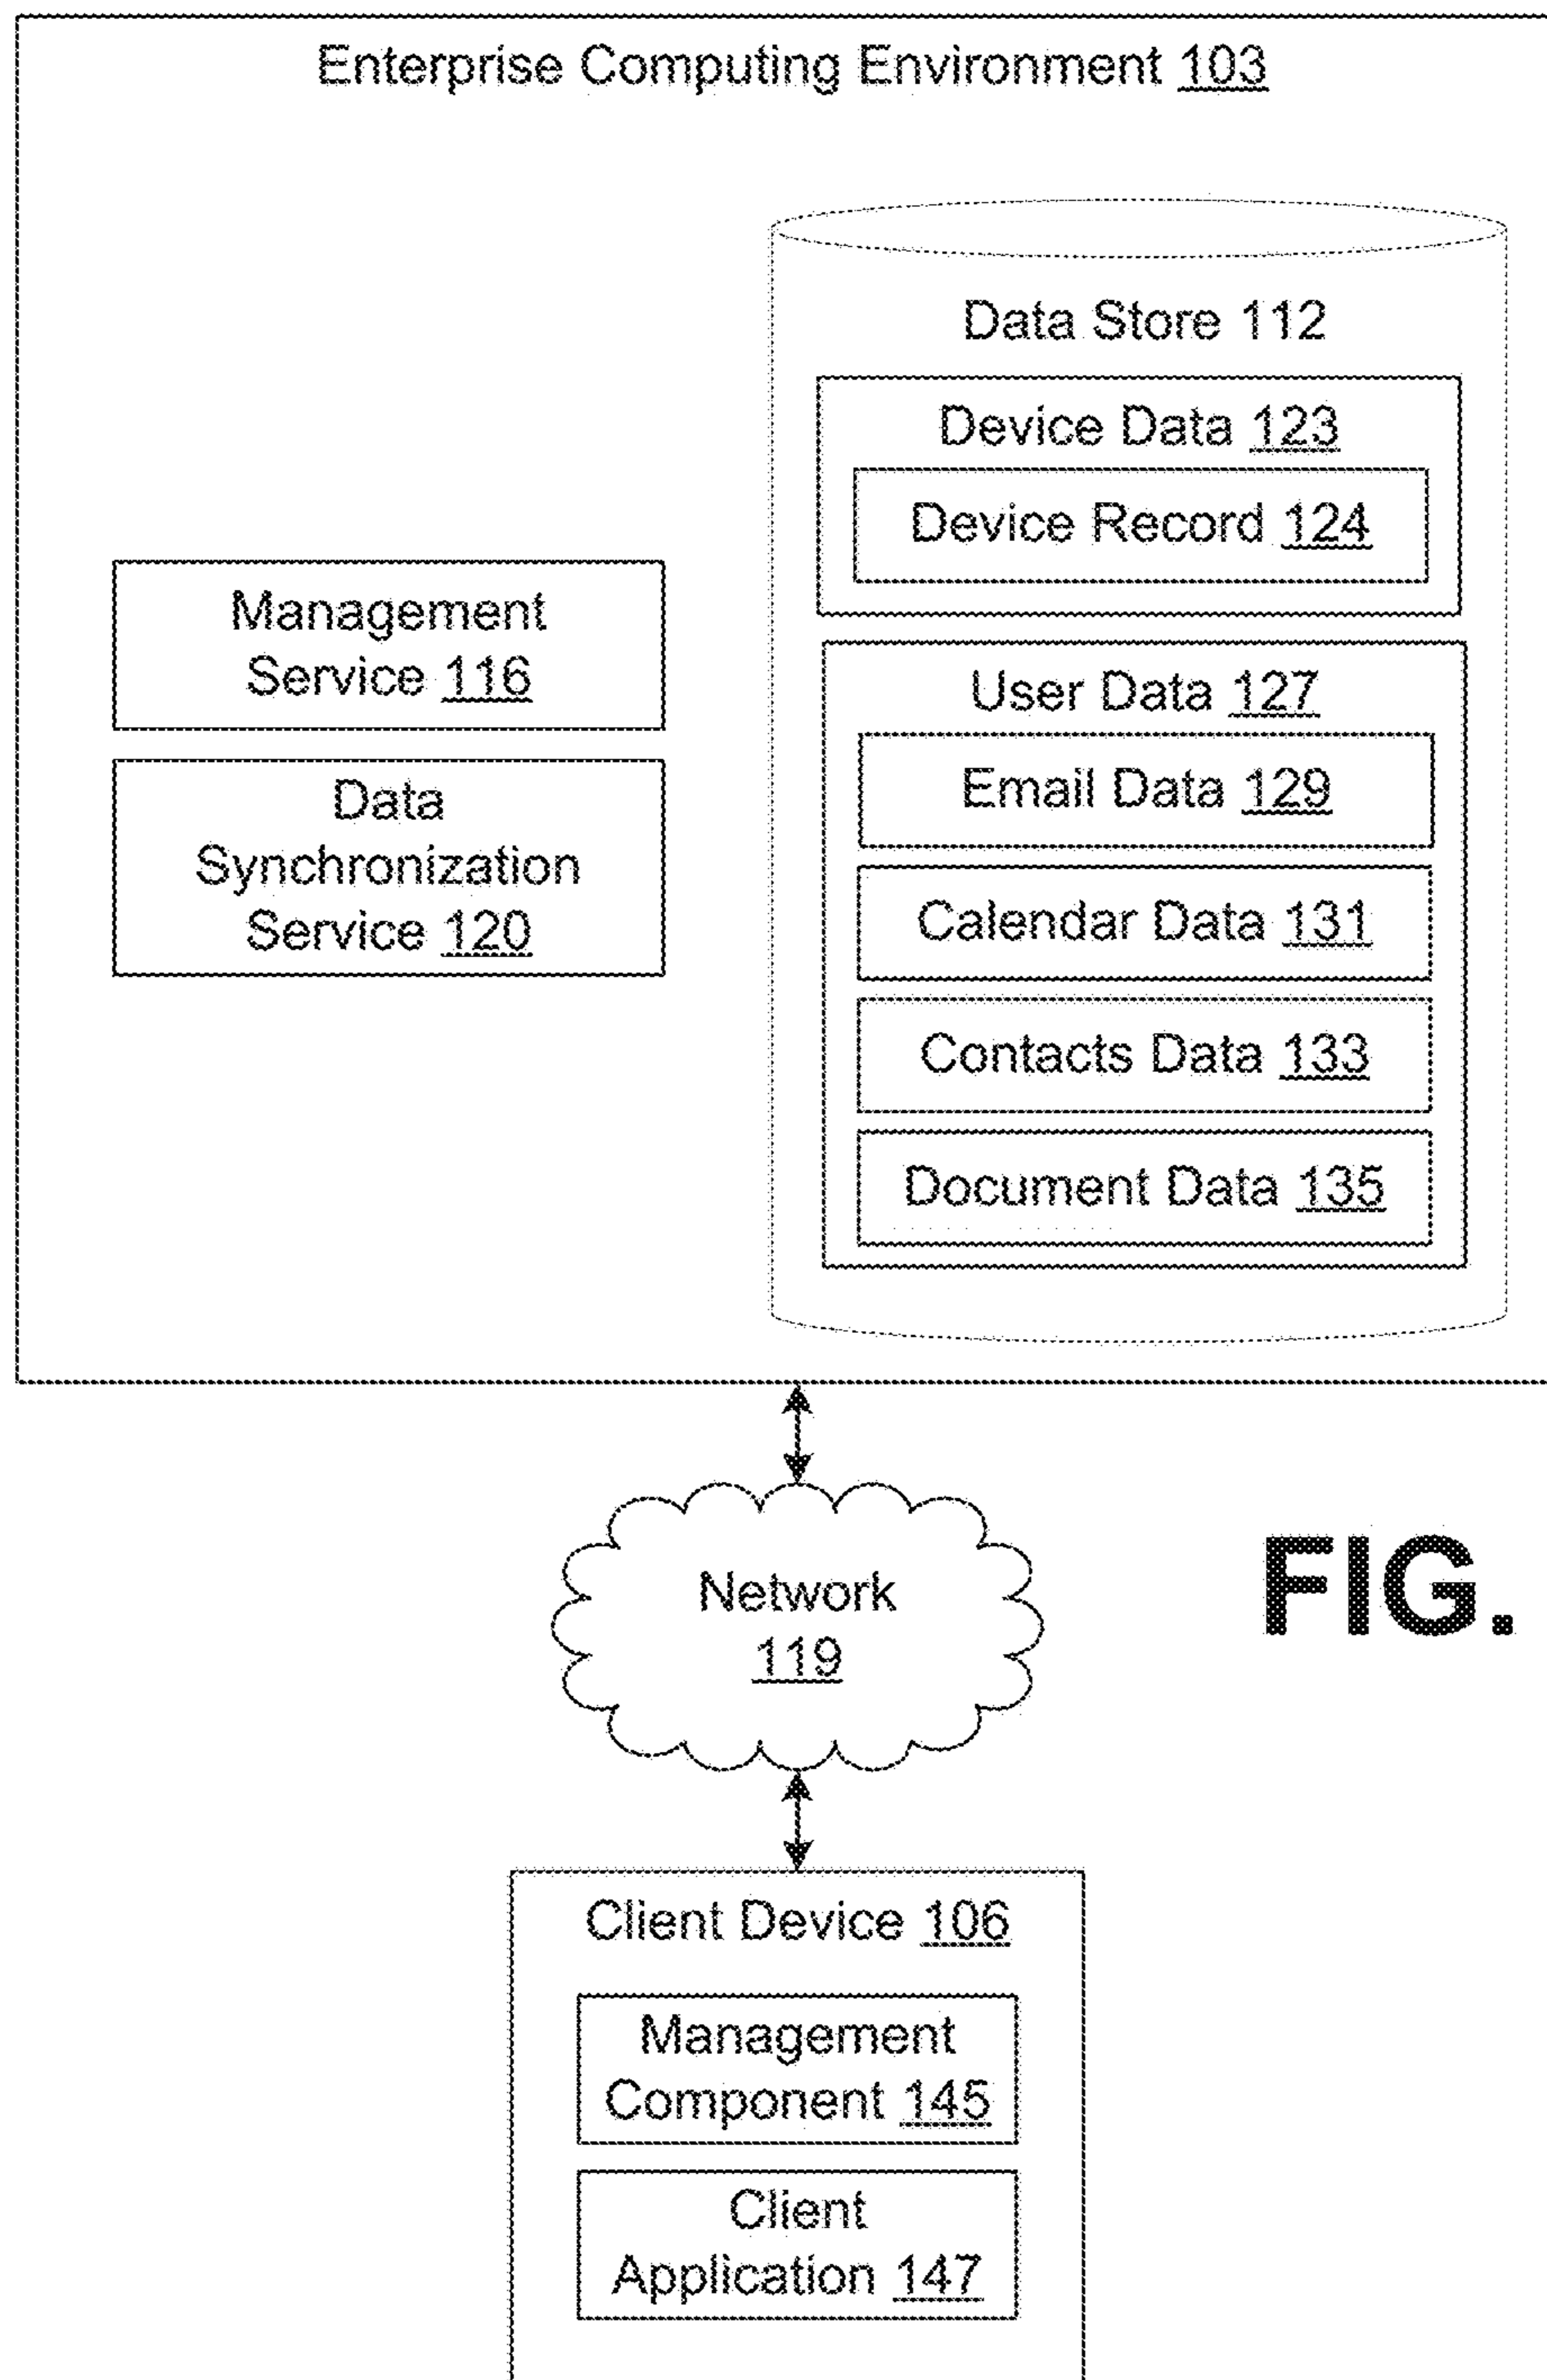 Enterprise Computing Environment 103
Data Store 112
Device Data 123
Device Record 124
Management
Service 116
Data
Synchronization
Service 120
User Data 127
Email Data 129
Calendar Data 131
Contacts Data 133
Document Data 135
Network
119
FIG.
Client Device 106
Management
Component 145
Client
Application 147